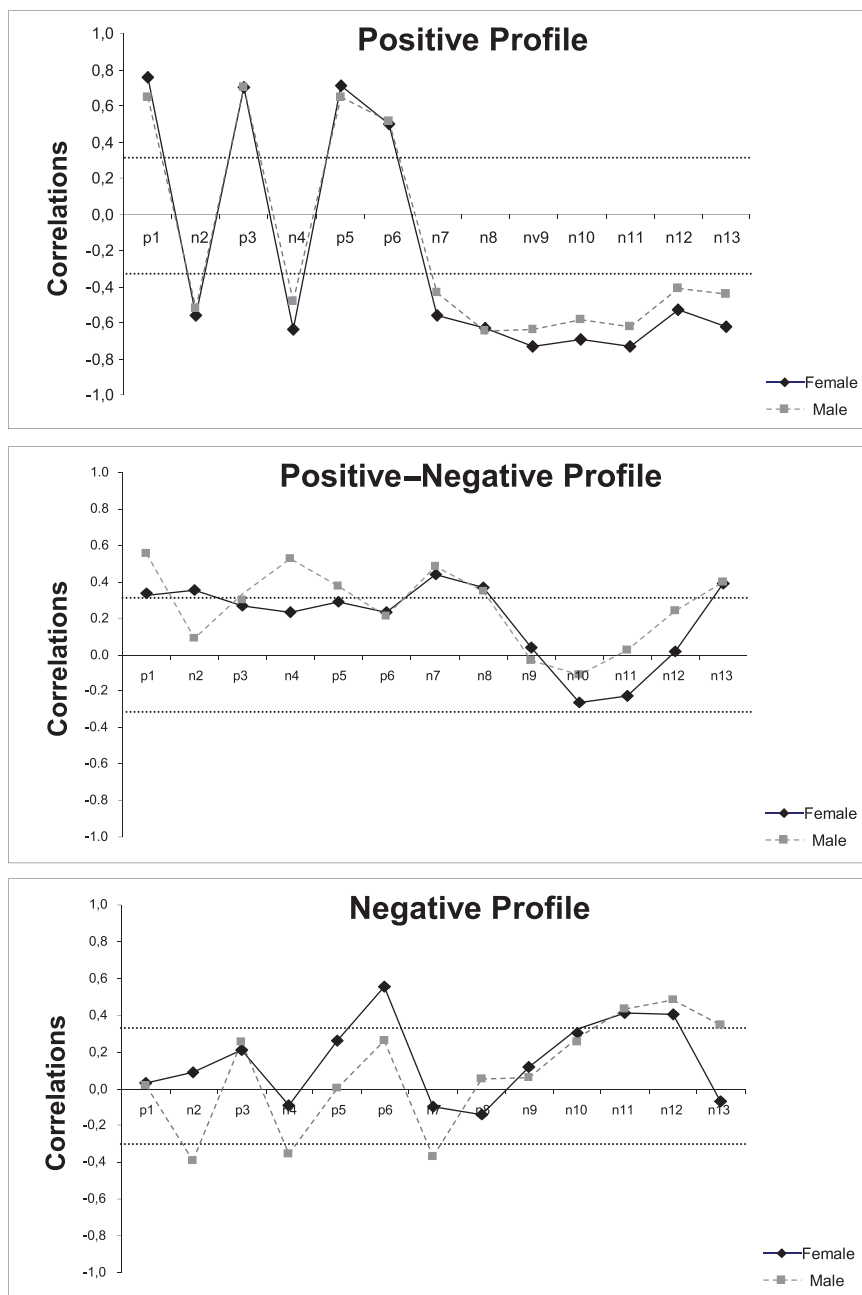 Positive Profile
Correlations
1,0
0,8
0,6
0,4
0,2
0,0
-0,2
-0,4
-0,6
-0,8
-1,0
p1 n2 p3 n4 p5 p6 n7 n8 nv9 n10 n11 n12 n13
Female
Male
Positive–Negative Profile
Correlations
1.0
0.8
0.6
0.4
0.2
0.0
-0.2
-0.4
-0.6
-0.8
-1.0
p1 n2 p3 n4 p5 p6 n7 n8 n9 n10 n11 n12 n13
Female
Male
Negative Profile
Correlations
1,0
0,8
0,6
0,4
0,2
0,0
-0,2
-0,4
-0,6
-0,8
-1,0
p1 n2 p3 n4 p5 p6 n7 n8 n9 n10 n11 n12 n13
Female
Male